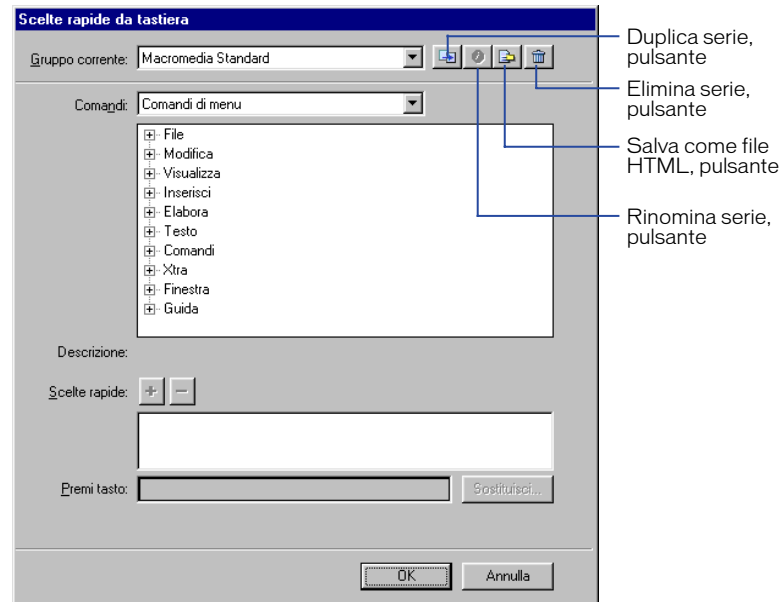 Scelte rapide da tastiera
Gruppo corrente: Macromedia Standard
Comandi: Comandi di menu
File
Modifica
Visualizza
Inserisci
Elabora
Testo
Comandi
Xtra
Finestra
Guida
Descrizione:
Scelte rapide: + −
Premi tasto: Sostituisci...
OK Annulla
Duplica serie,
pulsante
Elimina serie,
pulsante
Salva come file
HTML, pulsante
Rinomina serie,
pulsante